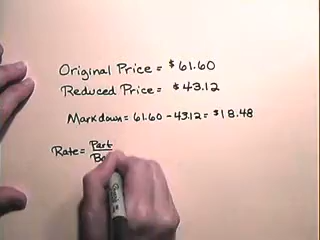 Original Price = $61.60
Reduced Price = $43.12
Markdown = 61.60 - 43.12 = $18.48
Rate = Part